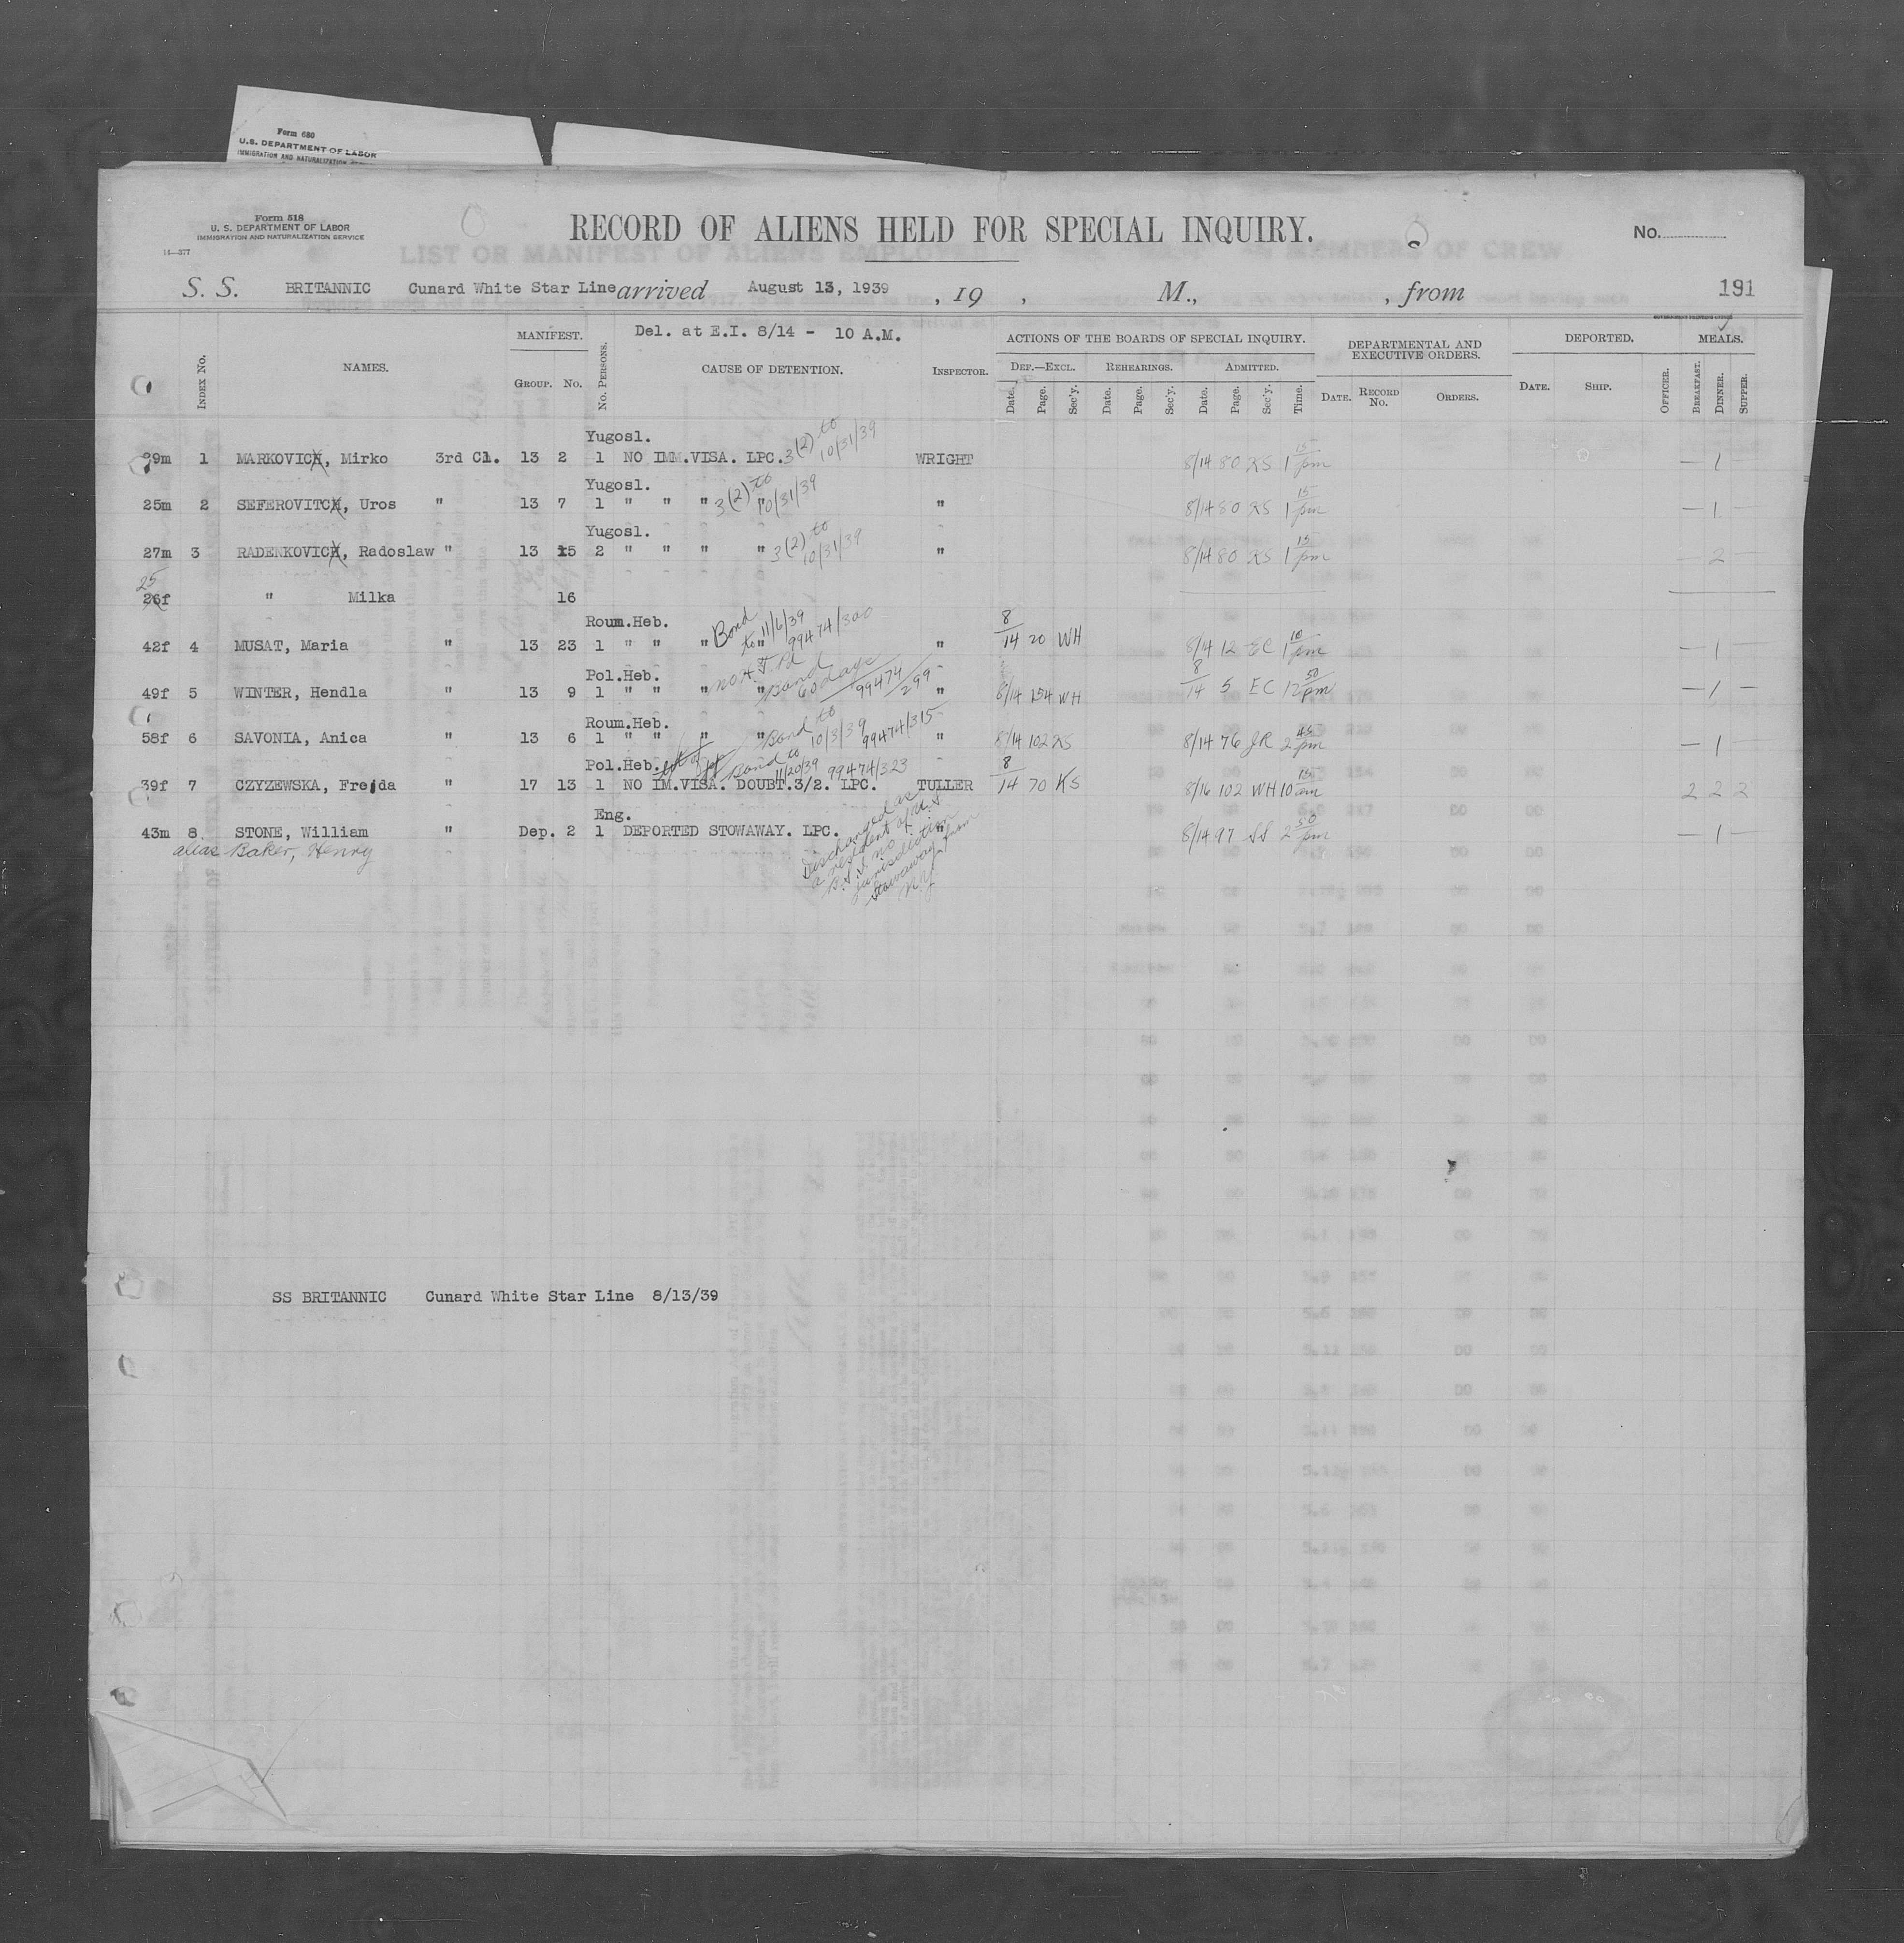 Form 680
U.S. DEPARTMENT OF LABOR
IMMIGRATION AND NATURALIZATION
Form 518
U. S. DEPARTMENT OF LABOR
IMMIGRATION AND NATURALIZATION SERVICE
RECORD OF ALIENS HELD FOR SPECIAL INQUIRY.
No.
S. S. BRITANNIC Cunard White Star Line arrived August 13, 1939 , 19 , M., , from 191
Del. at E.I. 8/14 - 10 A.M.
INDEX No. NAMES. MANIFEST. GROUP. No. No. PERSONS. CAUSE OF DETENTION. INSPECTOR. ACTIONS OF THE BOARDS OF SPECIAL INQUIRY. DEF.—EXCL. Date. Page. Sec'y. REHEARINGS. Date. Page. Sec'y. ADMITTED. Date. Page. Sec'y. Time. DEPARTMENTAL AND EXECUTIVE ORDERS. DATE. RECORD No. ORDERS. DEPORTED. DATE. SHIP. OFFICER. MEALS. BREAKFAST. DINNER. SUPPER.
Yugosl.
29m 1 MARKOVICH, Mirko 3rd Cl. 13 2 1 NO IMM.VISA. LPC. 3(2) to 10/31/39 WRIGHT 8/14 80 KS 1 15 pm — 1 —
Yugosl.
25m 2 SEFEROVITCH, Uros " 13 7 1 " " " " 3(2) to 10/31/39 " 8/14 80 KS 1 15 pm — 1 —
Yugosl.
27m 3 RADENKOVICH, Radoslaw " 13 15 2 " " " " 3(2) to 10/31/39 " 8/14 80 KS 1 15 pm — 2 —
25
26f " Milka 16
Roum.Heb.
42f 4 MUSAT, Maria " 13 23 1 " " " " Bond to 11/6/39 99474/300 " 8/14 20 WH 8/14 12 EC 1 10 pm — 1 —
Pol.Heb.
49f 5 WINTER, Hendla " 13 9 1 " " " " Bond 60 days 99474/299 " 8/14 154 WH 8/14 5 EC 12 50 pm — 1 —
Roum.Heb.
58f 6 SAVONIA, Anica " 13 6 1 " " " " Bond to 10/3/39 99474/315 " 8/14 102 KS 8/14 76 JR 2 45 pm — 1 —
Pol.Heb. Bond to 11/20/39 99474/323
39f 7 CZYZEWSKA, Frejda " 17 13 1 NO IM.VISA. DOUBT.3/2. LPC. TULLER 8/14 70 KS 8/16 102 WH 10 15 am 2 2 2
Eng.
43m 8. STONE, William " Dep. 2 1 DEPORTED STOWAWAY. LPC. " 8/14 97 SS 2 50 pm — 1 —
alias Baker, Henry
Discharged as
a resident of U.S.
B.S.I. no
jurisdiction
Stowaway from
N.Y.
SS BRITANNIC Cunard White Star Line 8/13/39